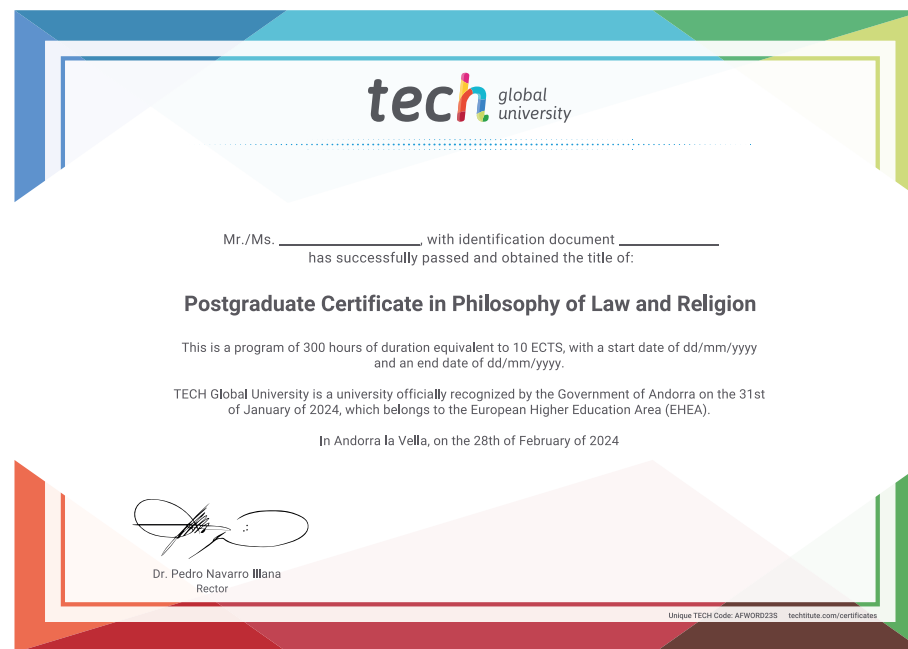 tech global
university
Mr./Ms. ____________________, with identification document ______________
has successfully passed and obtained the title of:
Postgraduate Certificate in Philosophy of Law and Religion
This is a program of 300 hours of duration equivalent to 10 ECTS, with a start date of dd/mm/yyyy
and an end date of dd/mm/yyyy.
TECH Global University is a university officially recognized by the Government of Andorra on the 31st
of January of 2024, which belongs to the European Higher Education Area (EHEA).
In Andorra la Vella, on the 28th of February of 2024
Dr. Pedro Navarro Illana
Rector
Unique TECH Code: AFWORD23S techtitute.com/certificates